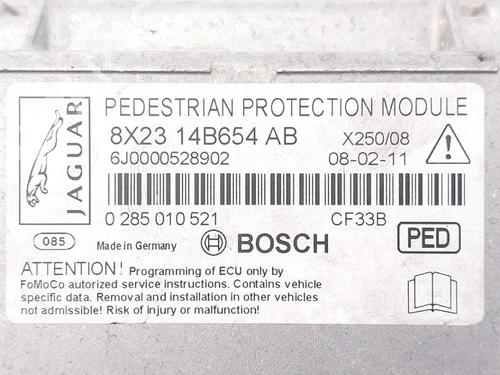 JAGUAR
PEDESTRIAN PROTECTION MODULE
8X23 14B654 AB X250/08
6J0000528902 08-02-11
0 285 010 521 CF33B
085 Made in Germany BOSCH PED
ATTENTION! Programming of ECU only by
FoMoCo autorized service instructions. Contains vehicle
specific data. Removal and installation in other vehicles
not admissible! Risk of injury or malfunction!